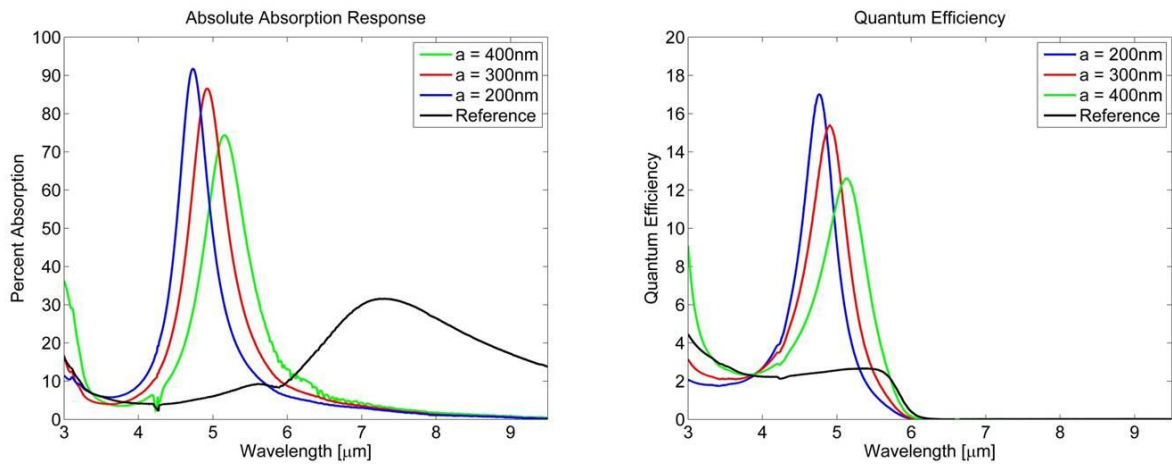 Absolute Absorption Response
100
90
80
70
60
50
40
30
20
10
0
Percent Absorption
3 4 5 6 7 8 9
Wavelength [μm]
a = 400nm
a = 300nm
a = 200nm
Reference
Quantum Efficiency
20
18
16
14
12
10
8
6
4
2
0
Quantum Efficiency
3 4 5 6 7 8 9
Wavelength [μm]
a = 200nm
a = 300nm
a = 400nm
Reference